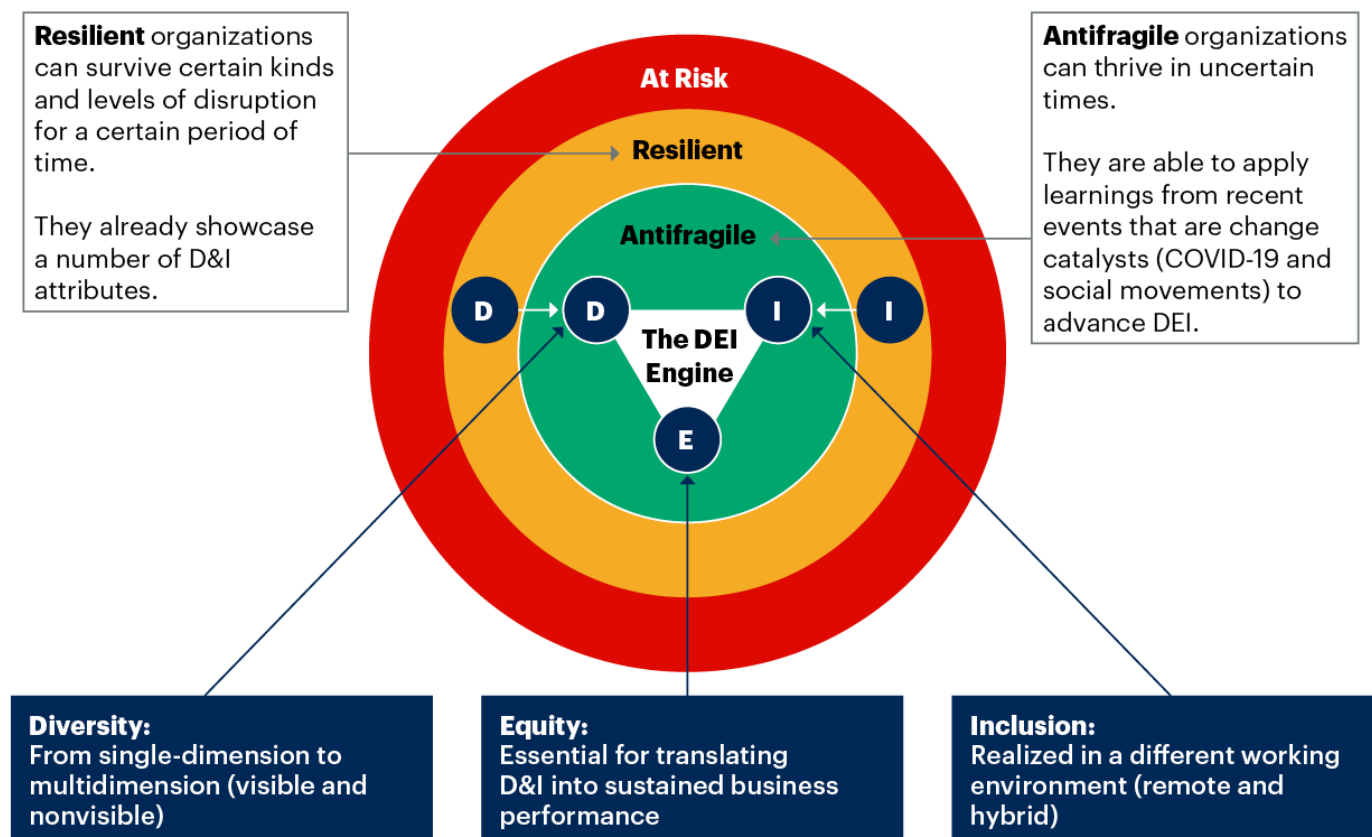 Resilient organizations
can survive certain kinds
and levels of disruption
for a certain period of
time.
They already showcase
a number of D&I
attributes.
Antifragile organizations
can thrive in uncertain
times.
They are able to apply
learnings from recent
events that are change
catalysts (COVID-19 and
social movements) to
advance DEI.
At Risk
Resilient
Antifragile
D
D
I
I
The DEI
Engine
E
Diversity:
From single-dimension to
multidimension (visible and
nonvisible)
Equity:
Essential for translating
D&I into sustained business
performance
Inclusion:
Realized in a different working
environment (remote and
hybrid)